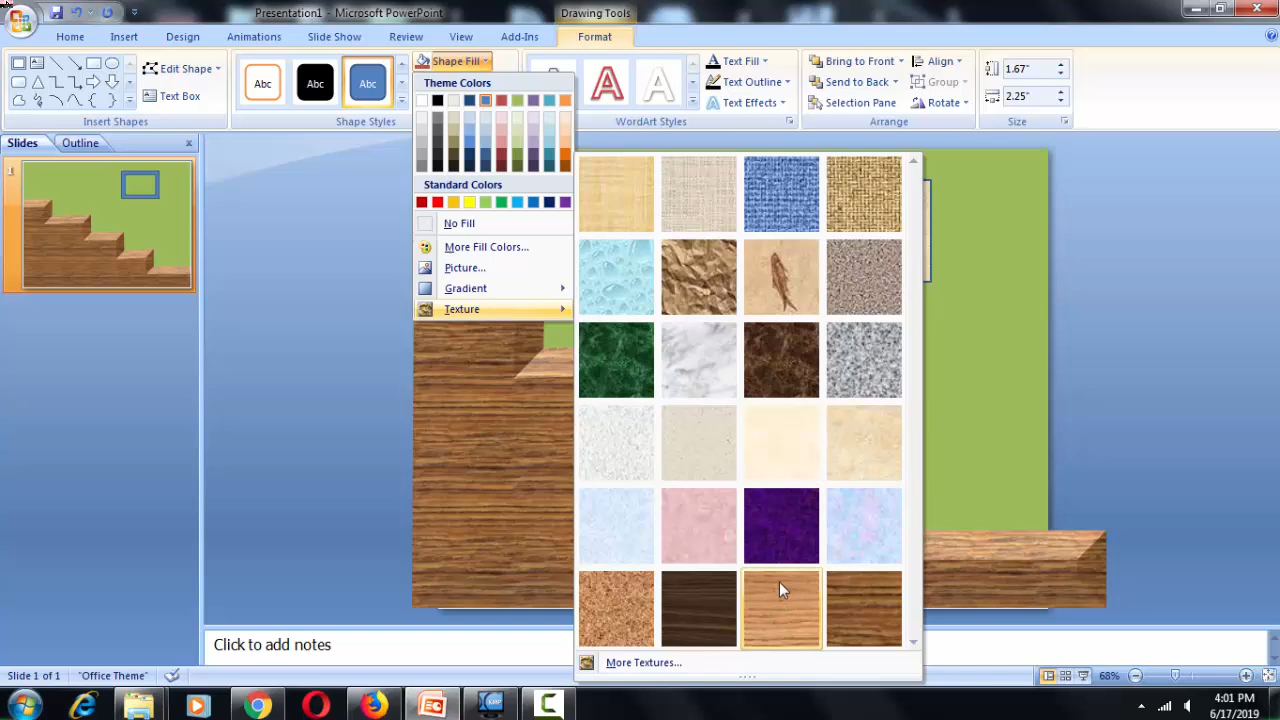 Presentation1 - Microsoft PowerPoint
Drawing Tools
Home
Insert
Design
Animations
Slide Show
Review
View
Add-Ins
Format
Edit Shape
Text Box
Insert Shapes
Abc
Abc
Abc
Shape Styles
Shape Fill
WordArt Styles
Text Fill
Text Outline
Text Effects
Bring to Front
Send to Back
Selection Pane
Align
Group
Rotate
Arrange
1.67"
2.25"
Size
Slides
Outline
1
Theme Colors
Standard Colors
No Fill
More Fill Colors...
Picture...
Gradient
Texture
More Textures...
Click to add notes
Slide 1 of 1
"Office Theme"
68%
4:01 PM
6/17/2019